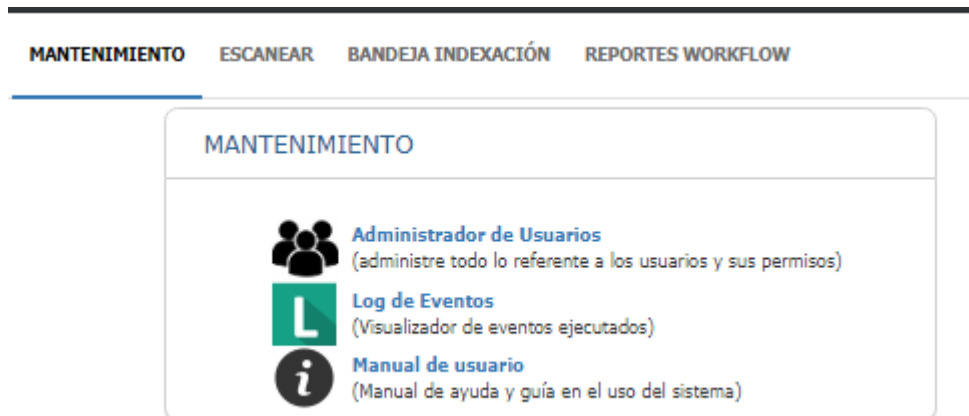 MANTENIMIENTO ESCANEAR BANDEJA INDEXACIÓN REPORTES WORKFLOW
MANTENIMIENTO
Administrador de Usuarios
(administre todo lo referente a los usuarios y sus permisos)
L
Log de Eventos
(Visualizador de eventos ejecutados)
i
Manual de usuario
(Manual de ayuda y guía en el uso del sistema)